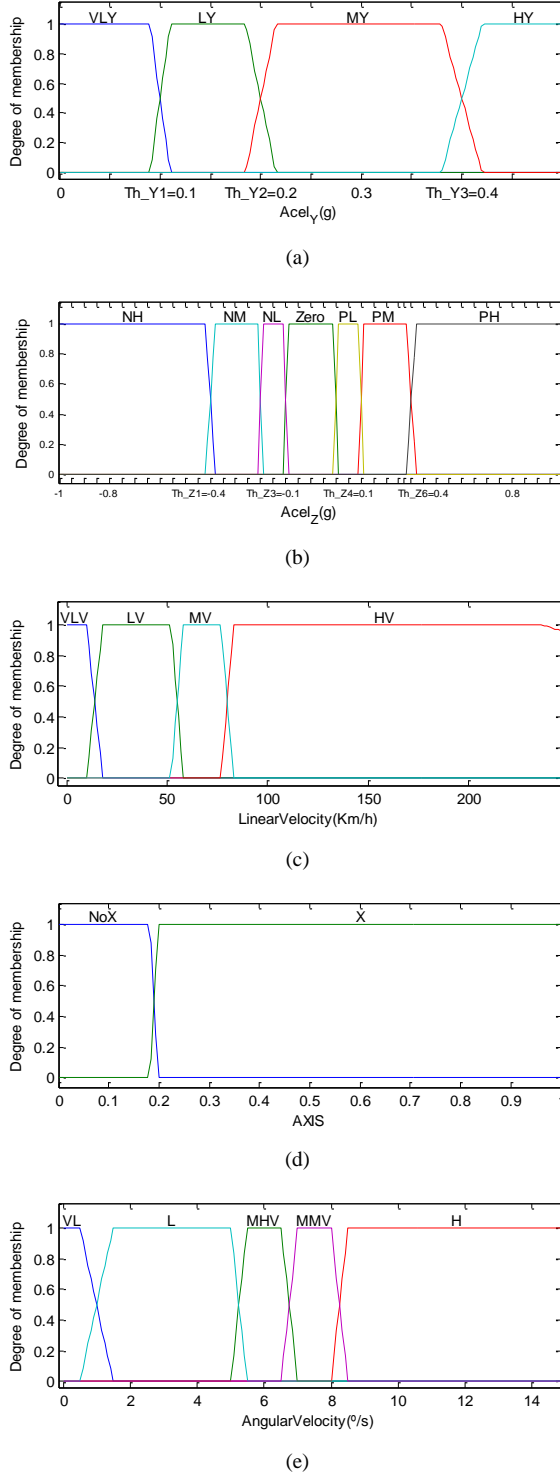 VLY LY MY HY
1
0.8
0.6
0.4
0.2
0
Degree of membership
0 Th_Y1=0.1 Th_Y2=0.2 0.3 Th_Y3=0.4
Acel_Y(g)
(a)
NH NM NL Zero PL PM PH
1
0.8
0.6
0.4
0.2
0
Degree of membership
-1 -0.8 Th_Z1=-0.4 Th_Z3=-0.1 Th_Z4=0.1 Th_Z6=0.4 0.8
Acel_Z(g)
(b)
VLV LV MV HV
1
0.8
0.6
0.4
0.2
0
Degree of membership
0 50 100 150 200
LinearVelocity(Km/h)
(c)
NoX X
1
0.8
0.6
0.4
0.2
0
Degree of membership
0 0.1 0.2 0.3 0.4 0.5 0.6 0.7 0.8 0.9
AXIS
(d)
VL L MHV MMV H
1
0.8
0.6
0.4
0.2
0
Degree of membership
0 2 4 6 8 10 12 14
AngularVelocity(º/s)
(e)